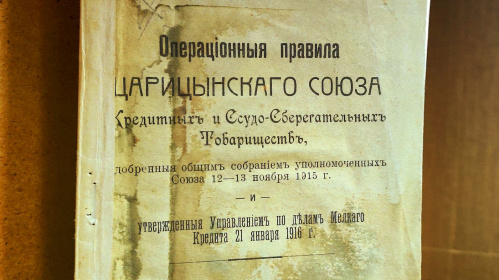 Операціонныя правила
ЦАРИЦЫНСКАГО СОЮЗА
Кредитныхъ и Ссудо-Сберегательныхъ
Товариществъ,
добренныя общимъ собраніемъ уполномоченныхъ
Союза 12—13 ноября 1915 г.
— и —
утвержденныя Управленіемъ по дѣламъ Мелкаго
Кредита 21 января 1916 г.